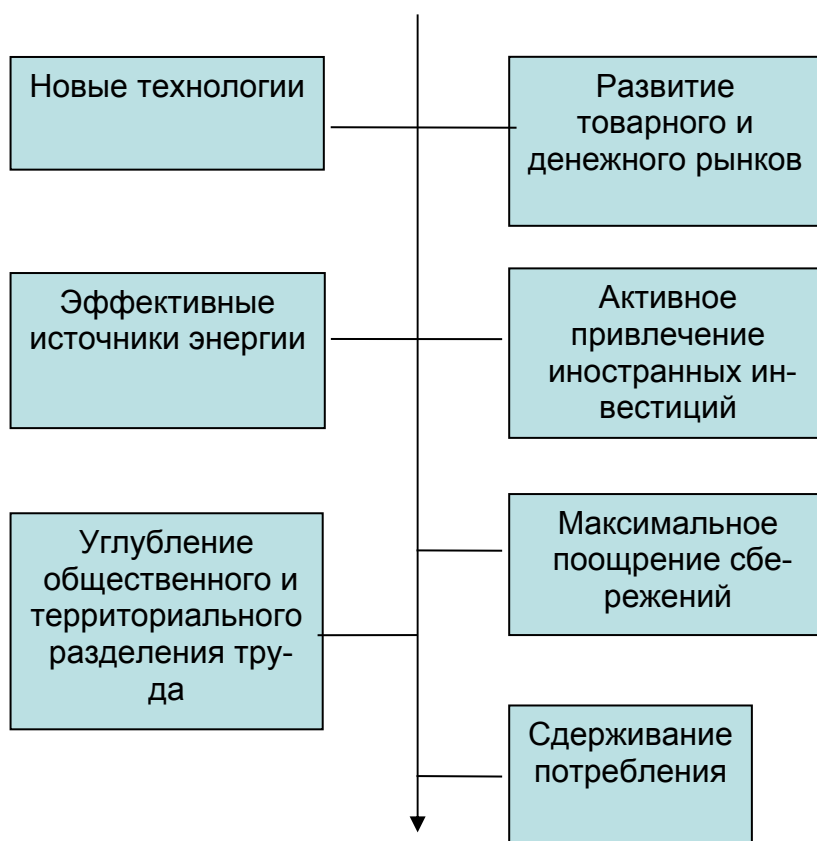 Новые технологии
Развитие
товарного и
денежного рынков
Эффективные
источники энергии
Активное
привлечение
иностранных ин-
вестиций
Углубление
общественного и
территориального
разделения тру-
да
Максимальное
поощрение сбе-
режений
Сдерживание
потребления